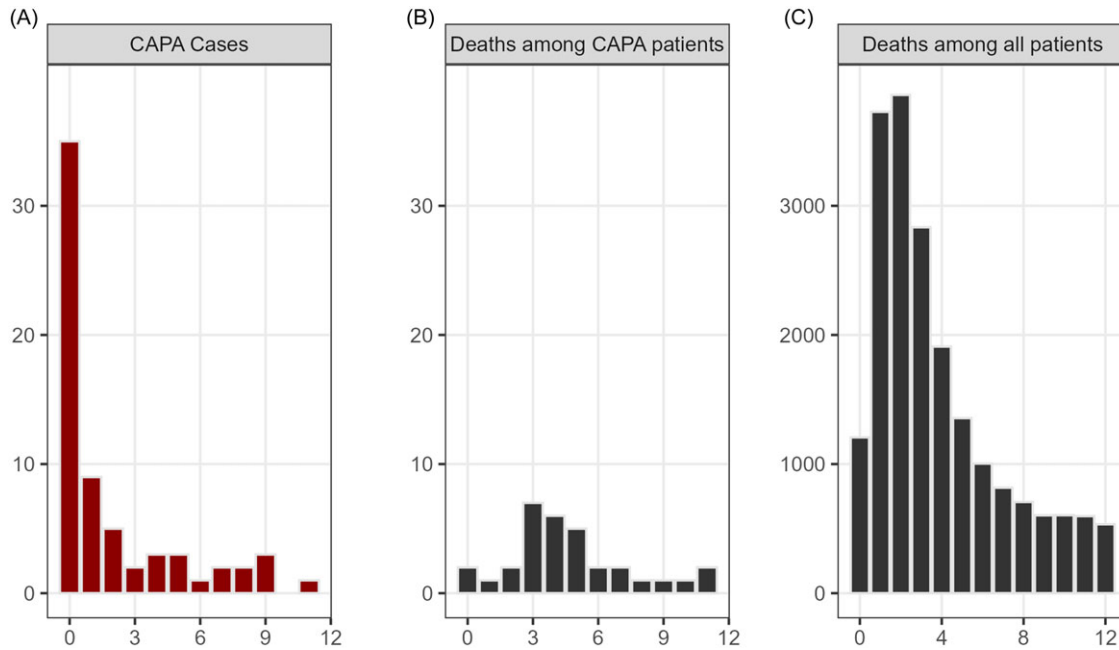 (A)
CAPA Cases
30
20
10
0
0 3 6 9 12
(B)
Deaths among CAPA patients
30
20
10
0
0 3 6 9 12
(C)
Deaths among all patients
3000
2000
1000
0
0 4 8 12